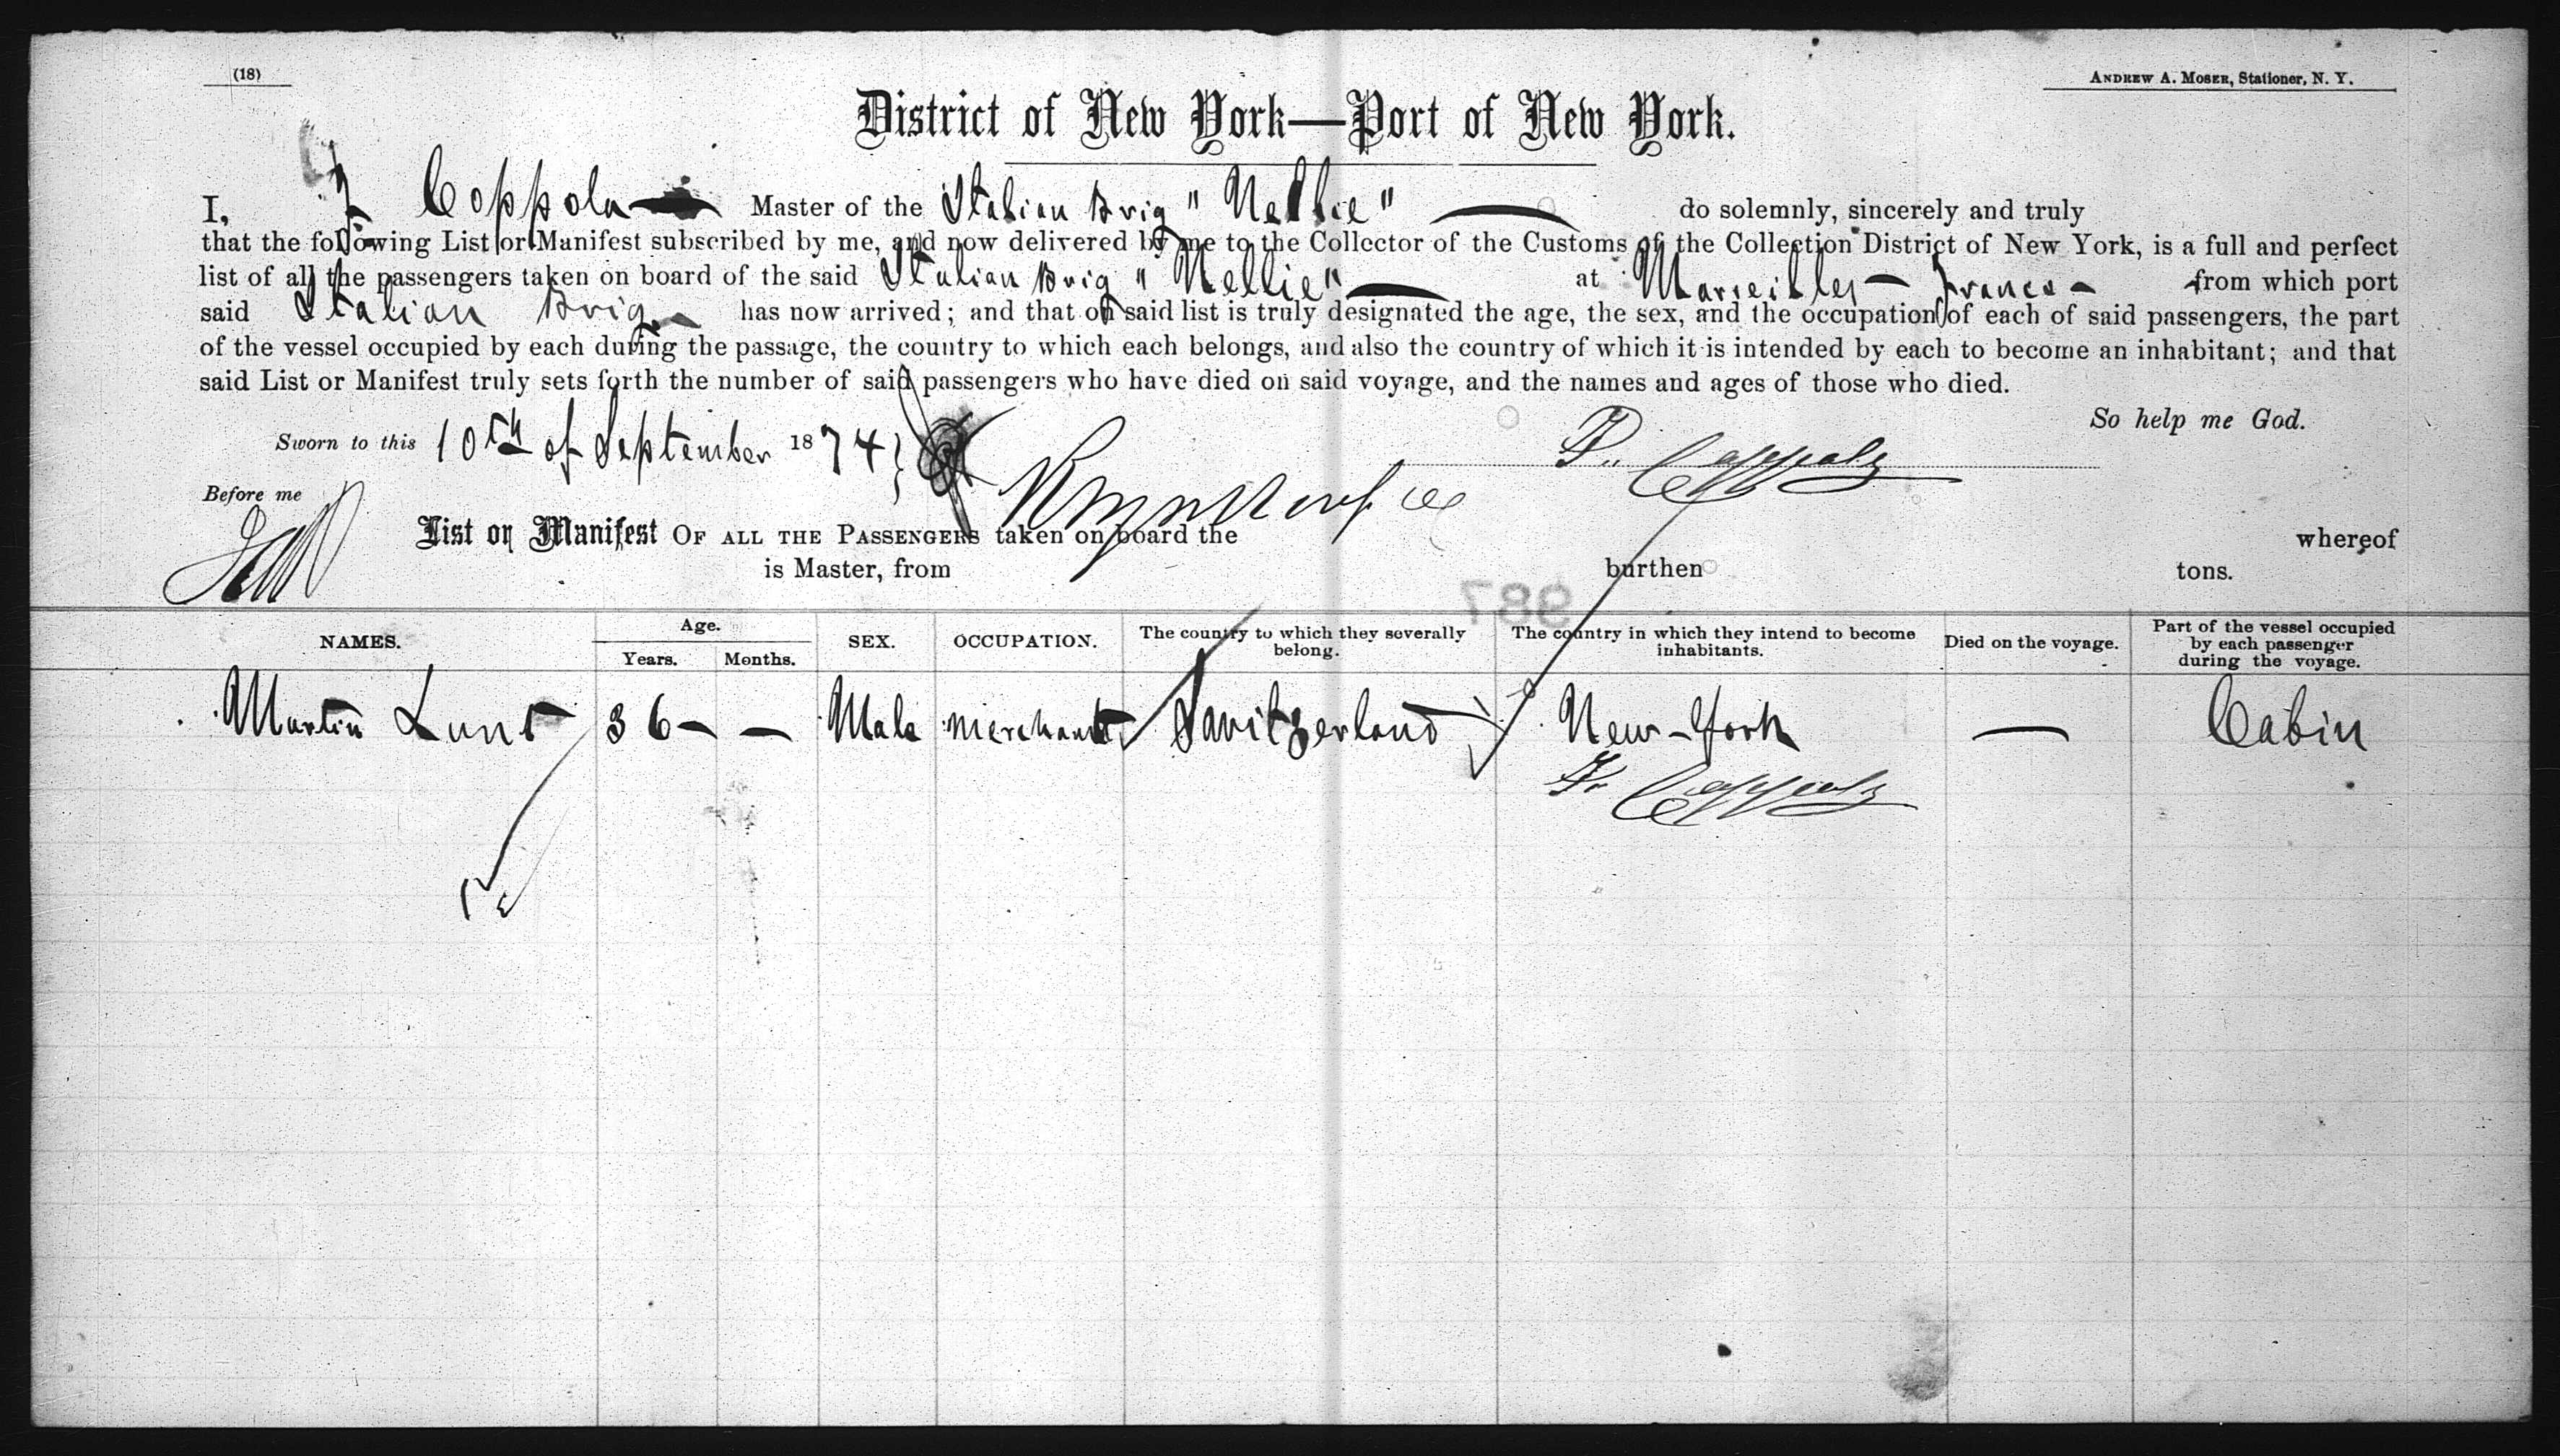 (18)
ANDREW A. MOSER, Stationer, N. Y.
District of New York—Port of New York.
I, F Coppola Master of the Italian Brig "Nellie" do solemnly, sincerely and truly
that the following List or Manifest subscribed by me, and now delivered by me to the Collector of the Customs of the Collection District of New York, is a full and perfect
list of all the passengers taken on board of the said Italian Brig "Nellie" at Marseilles — France — from which port
said Italian Brig has now arrived; and that on said list is truly designated the age, the sex, and the occupation of each of said passengers, the part
of the vessel occupied by each during the passage, the country to which each belongs, and also the country of which it is intended by each to become an inhabitant; and that
said List or Manifest truly sets forth the number of said passengers who have died on said voyage, and the names and ages of those who died.
So help me God.
Sworn to this 10th of September 1874
F. Coppola
Before me
List or Manifest OF ALL THE PASSENGERS taken on board the whereof
is Master, from burthen tons.
987
NAMES. Age. Years. Months. SEX. OCCUPATION. The country to which they severally belong. The country in which they intend to become inhabitants. Died on the voyage. Part of the vessel occupied by each passenger during the voyage.
Martin 36 — — Male Merchant Switzerland New-York — Cabin
F. Coppola